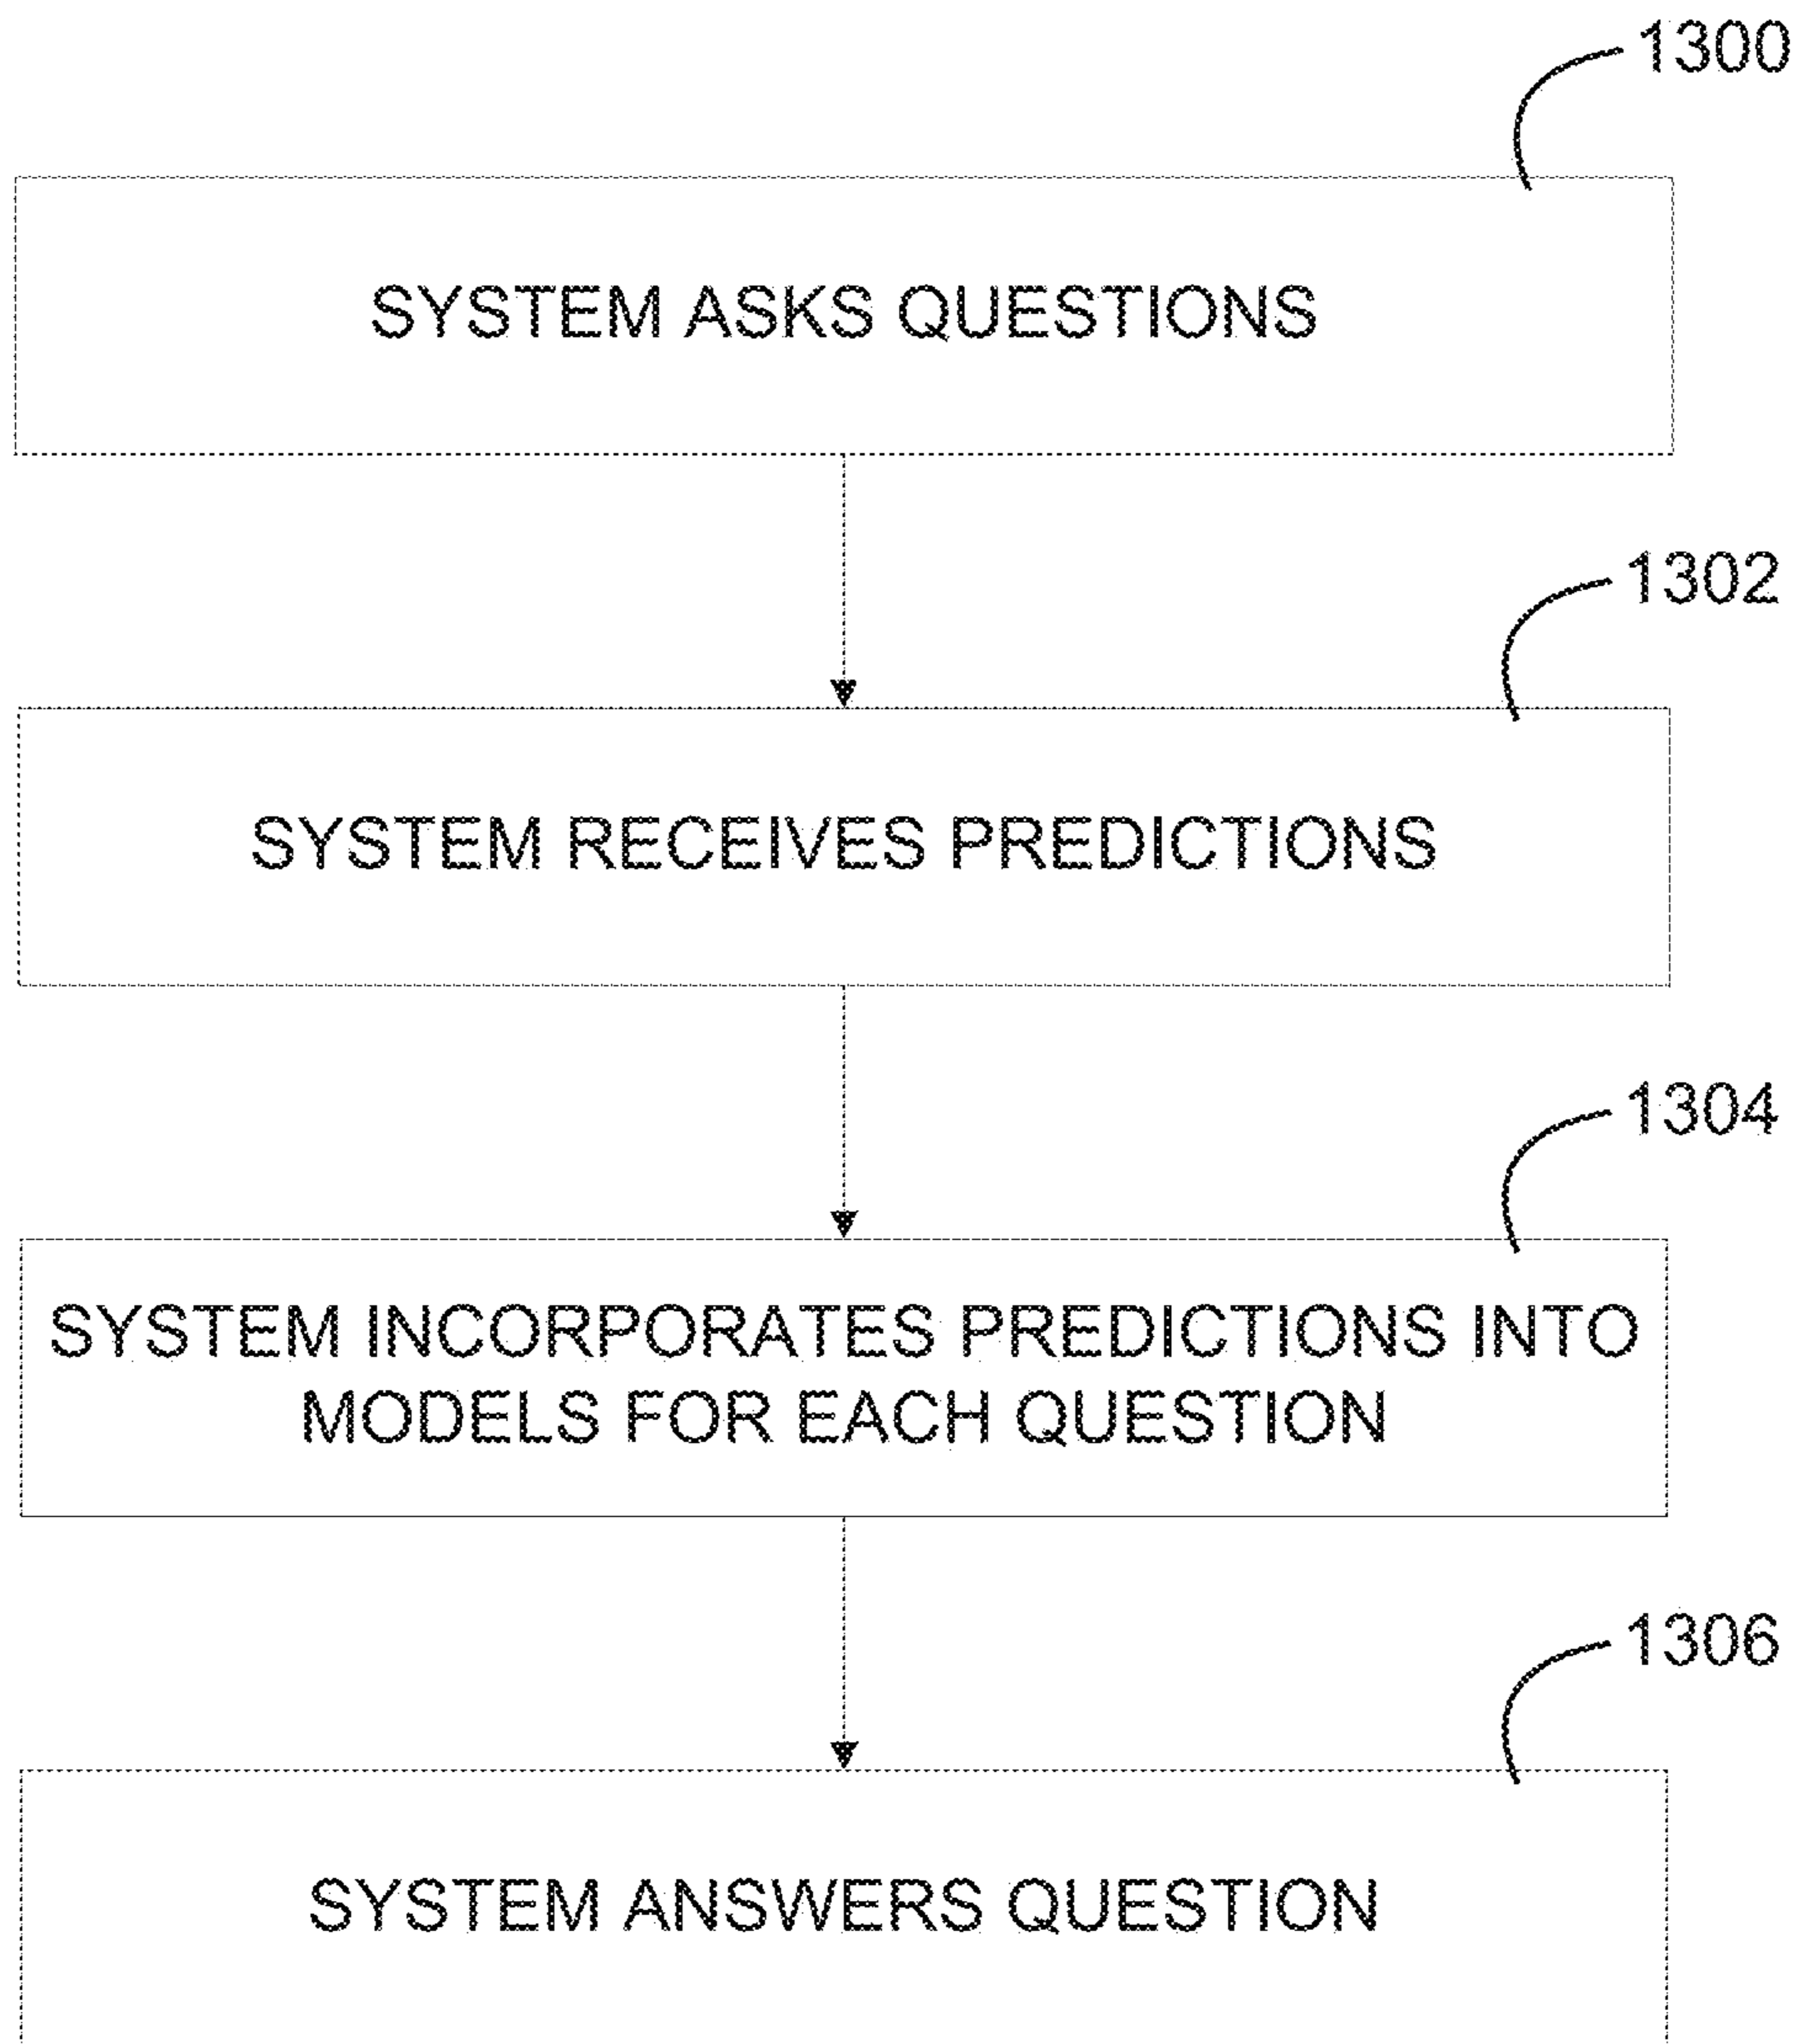 1300
SYSTEM ASKS QUESTIONS
1302
SYSTEM RECEIVES PREDICTIONS
1304
SYSTEM INCORPORATES PREDICTIONS INTO
MODELS FOR EACH QUESTION
1306
SYSTEM ANSWERS QUESTION